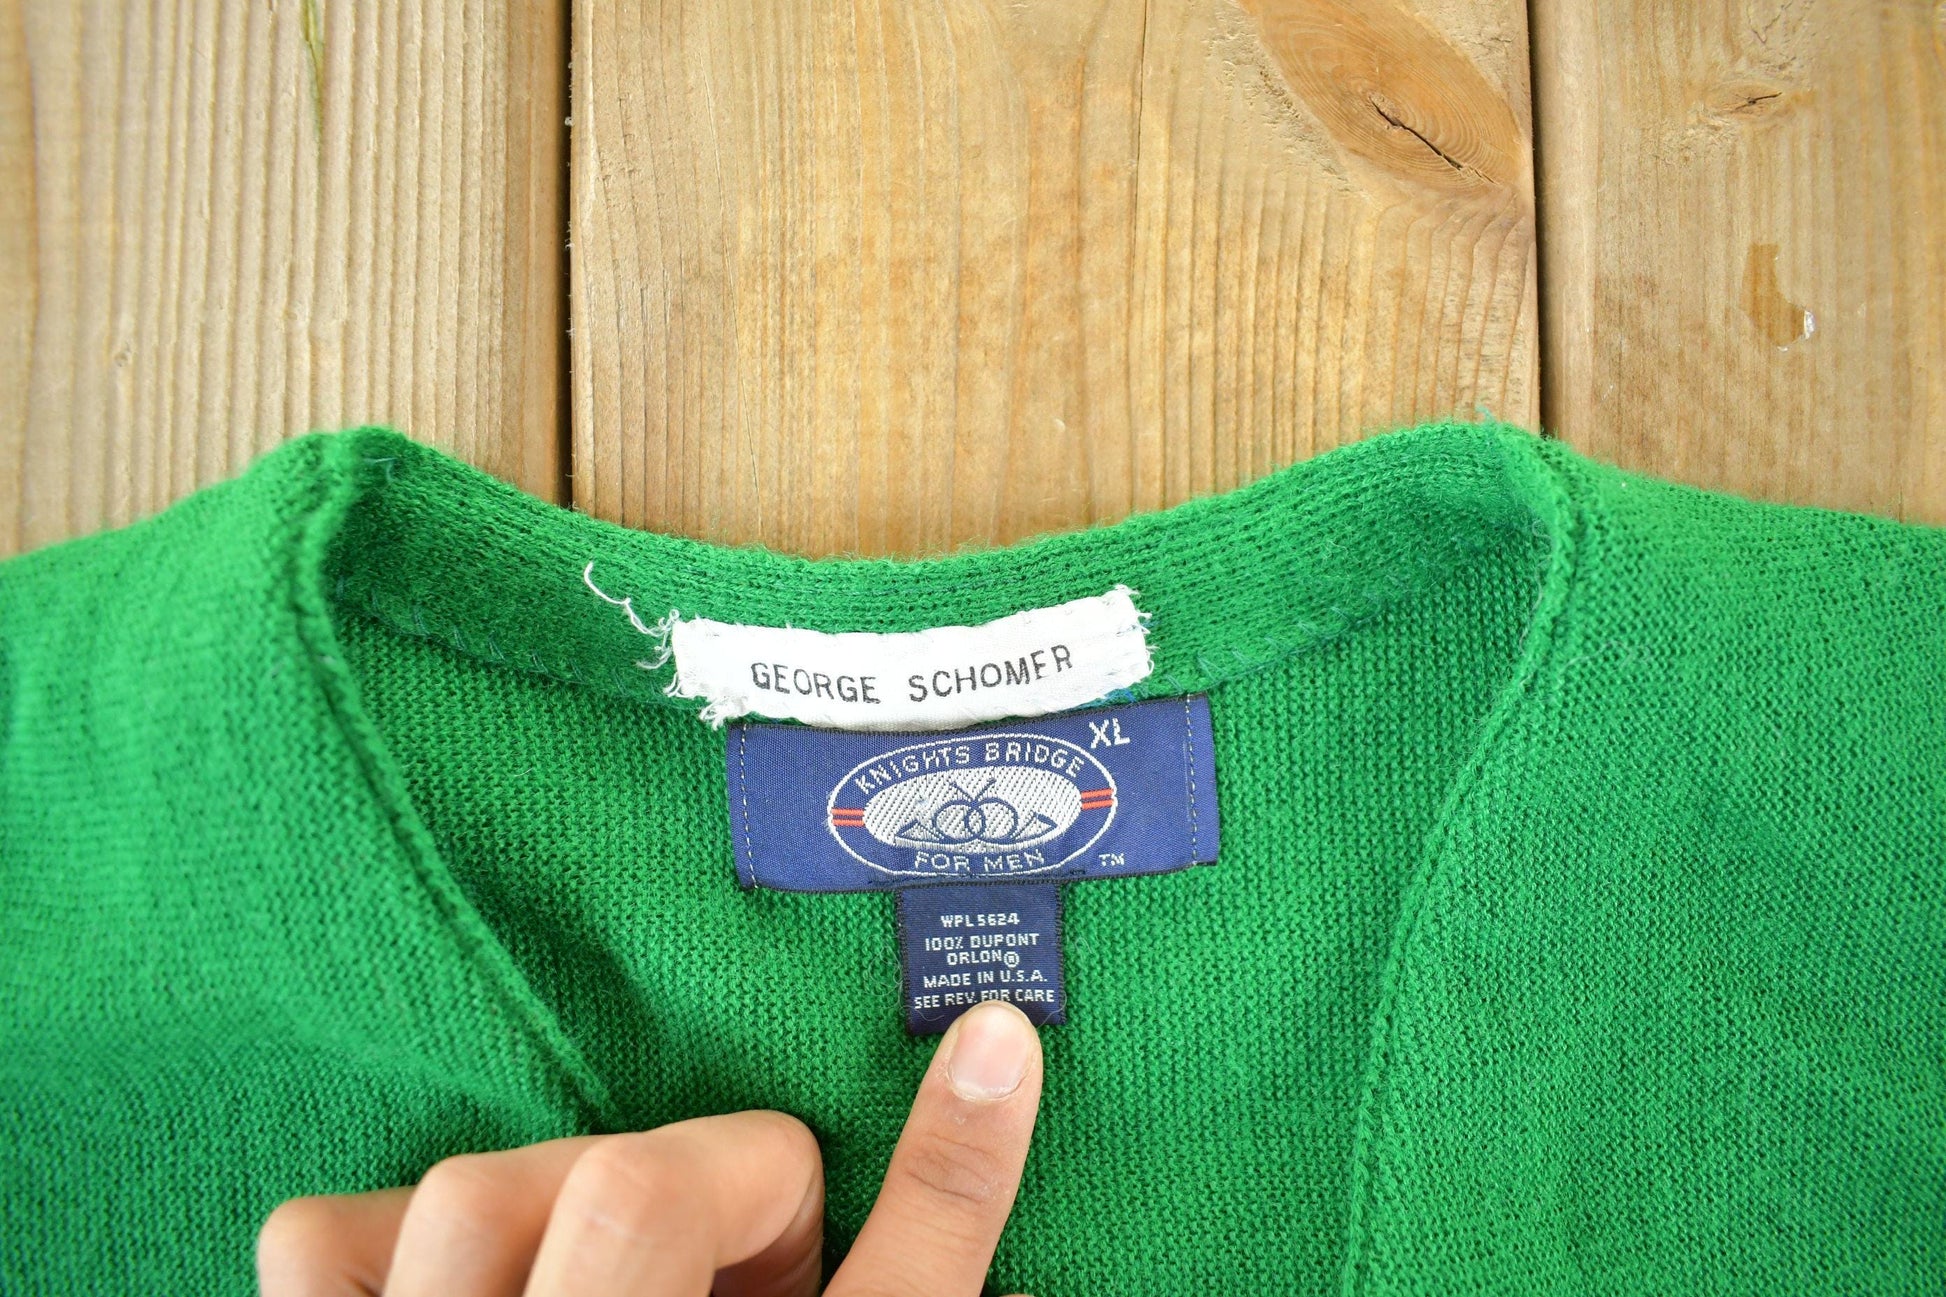 GEORGE SCHOMER
XL
KNIGHTS BRIDGE
FOR MEN
TM
WPL 5624
100% DUPONT
ORLON®
MADE IN U.S.A.
SEE REV. FOR CARE